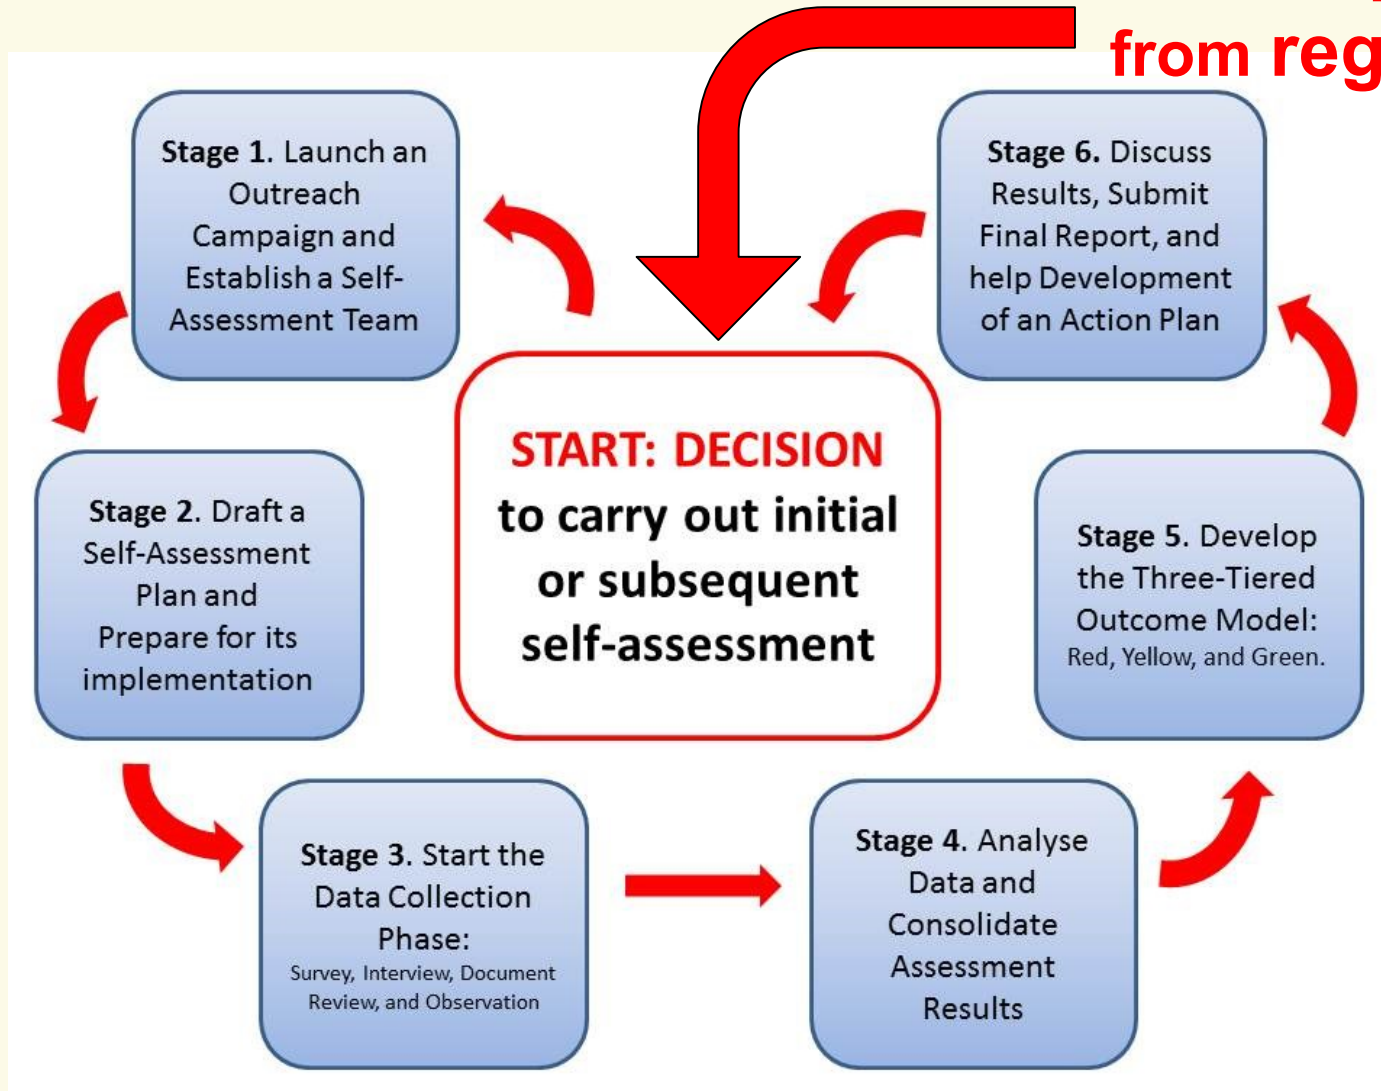 from
Stage 1. Launch an
Outreach
Campaign and
Establish a Self-
Assessment Team
Stage 6. Discuss
Results, Submit
Final Report, and
help Development
of an Action Plan
START: DECISION
to carry out initial
or subsequent
self-assessment
Stage 2. Draft a
Self-Assessment
Plan and
Prepare for its
implementation
Stage 5. Develop
the Three-Tiered
Outcome Model:
Red, Yellow, and Green.
Stage 3. Start the
Data Collection
Phase:
Survey, Interview, Document
Review, and Observation
Stage 4. Analyse
Data and
Consolidate
Assessment
Results